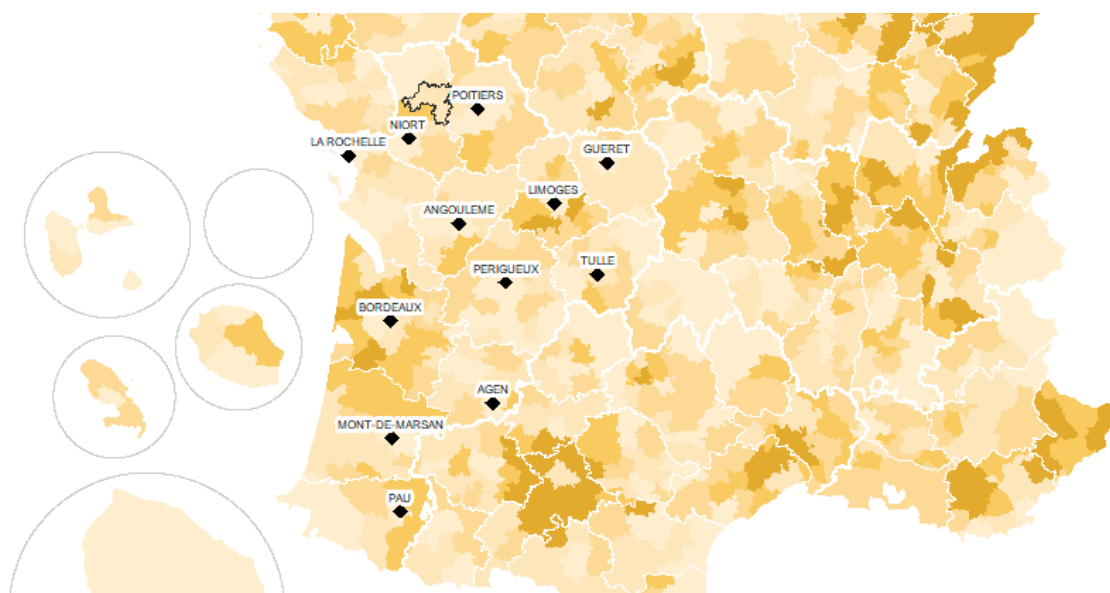 POITIERS
NIORT
LA ROCHELLE
GUERET
LIMOGES
ANGOULEME
TULLE
PERIGUEUX
BORDEAUX
AGEN
MONT-DE-MARSAN
PAU